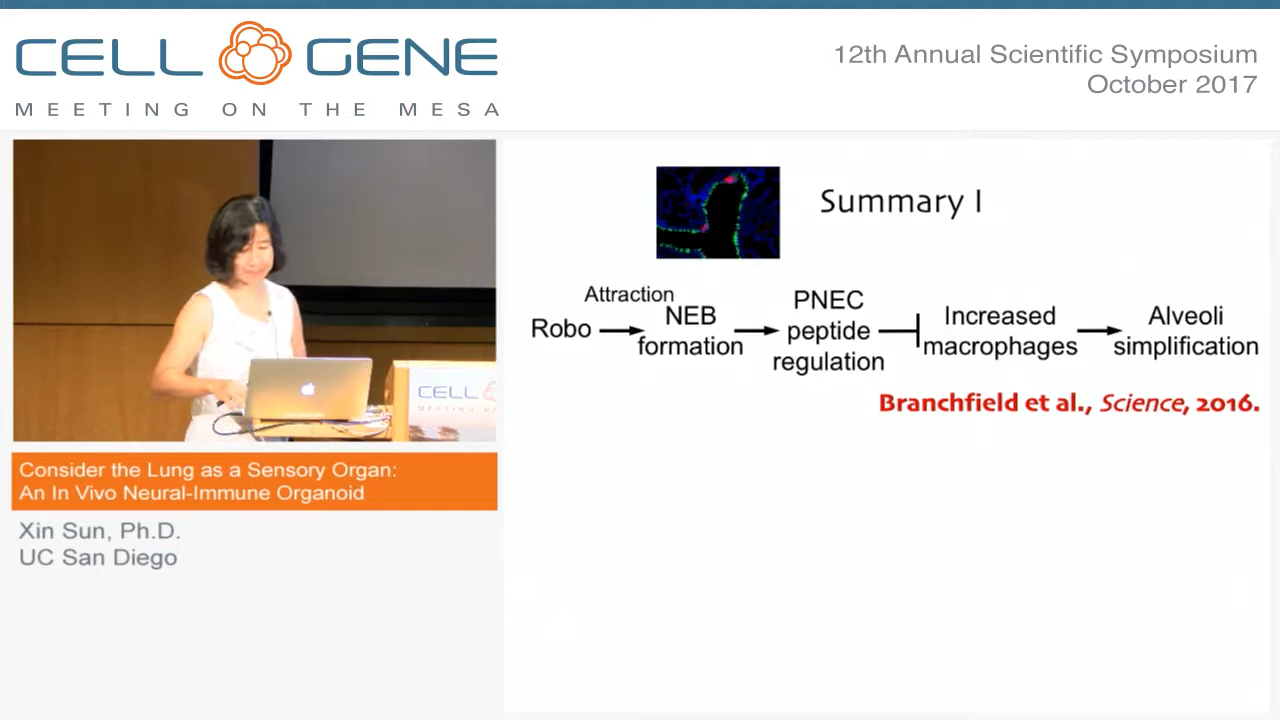 CELL GENE
MEETING ON THE MESA
12th Annual Scientific Symposium
October 2017
Summary I
Attraction
Robo
NEB
formation
PNEC
peptide
regulation
Increased
macrophages
Alveoli
simplification
Branchfield et al., Science, 2016.
CELL
Consider the Lung as a Sensory Organ:
An In Vivo Neural-Immune Organoid
Xin Sun, Ph.D.
UC San Diego